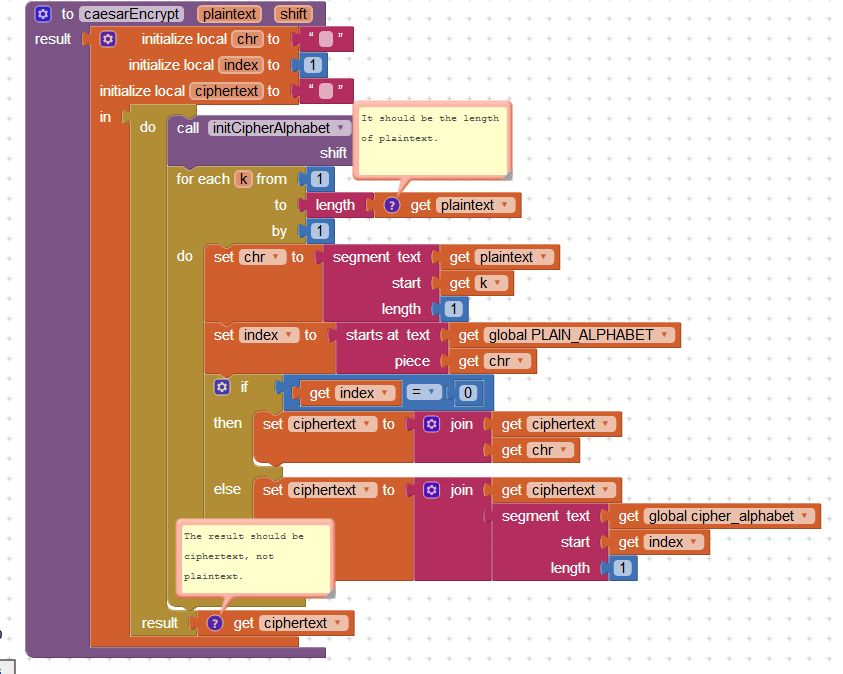 to caesarEncrypt plaintext shift
result initialize local chr to " "
initialize local index to 1
initialize local ciphertext to " "
in
do call initCipherAlphabet
shift
It should be the length
of plaintext.
for each k from 1
to length ? get plaintext
by 1
do set chr to segment text get plaintext
start get k
length 1
set index to starts at text get global PLAIN_ALPHABET
piece get chr
if get index = 0
then set ciphertext to join get ciphertext
get chr
else set ciphertext to join get ciphertext
segment text get global cipher_alphabet
start get index
length 1
The result should be
ciphertext, not
plaintext.
result ? get ciphertext